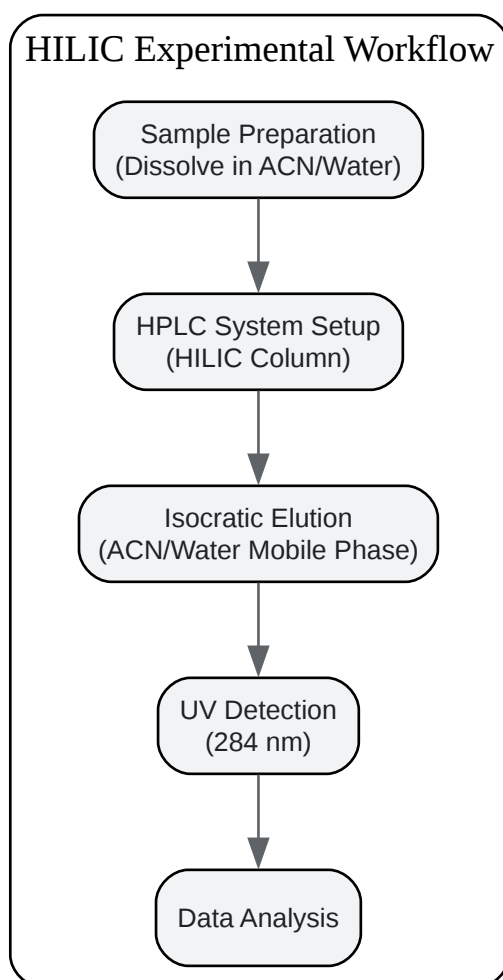 HILIC Experimental Workflow
Sample Preparation
(Dissolve in ACN/Water)
HPLC System Setup
(HILIC Column)
Isocratic Elution
(ACN/Water Mobile Phase)
UV Detection
(284 nm)
Data Analysis